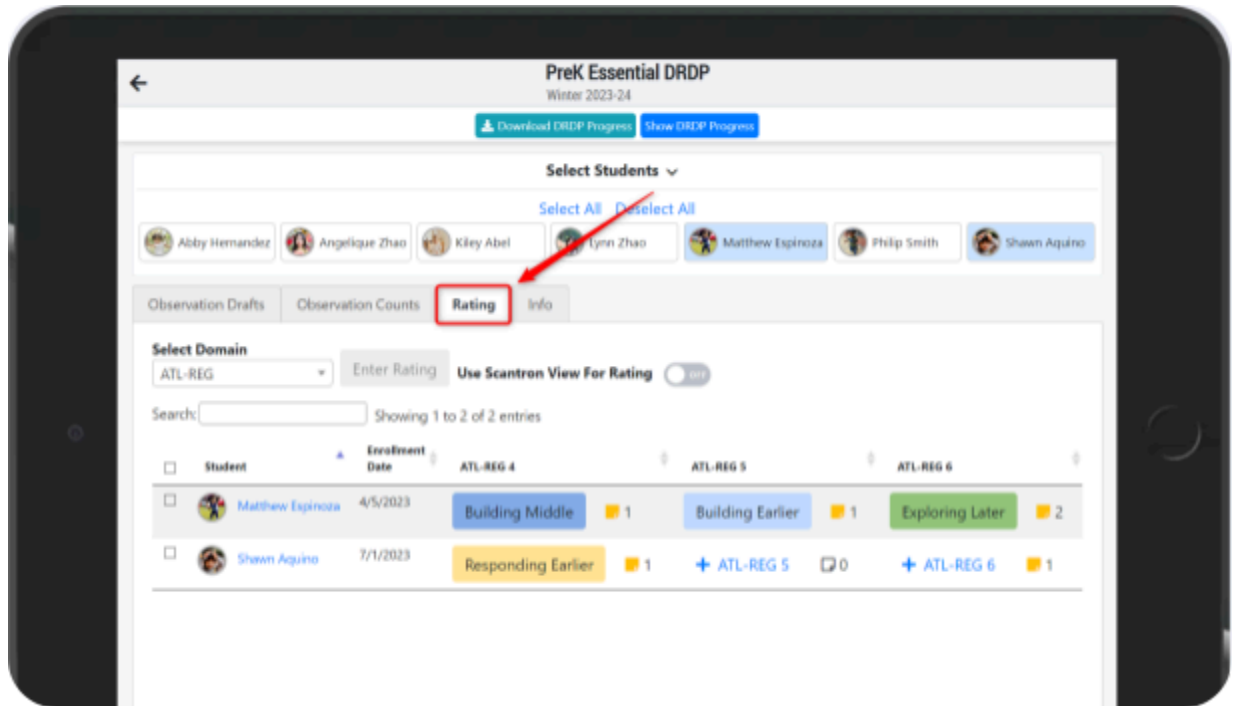 PreK Essential DRDP
Winter 2023-24
Download DRDP Progress Show DRDP Progress
Select Students
Select All Deselect All
Abby Hernandez Angelique Zhao Kiley Abel Lynn Zhao Matthew Espinoza Philip Smith Shawn Aquino
Observation Drafts Observation Counts Rating Info
Select Domain
ATL-REG Enter Rating Use Scantron View For Rating OFF
Search: Showing 1 to 2 of 2 entries
Student Enrollment Date ATL-REG 4 ATL-REG 5 ATL-REG 6
Matthew Espinoza 4/5/2023 Building Middle 1 Building Earlier 1 Exploring Later 2
Shawn Aquino 7/1/2023 Responding Earlier 1 + ATL-REG 5 0 + ATL-REG 6 1